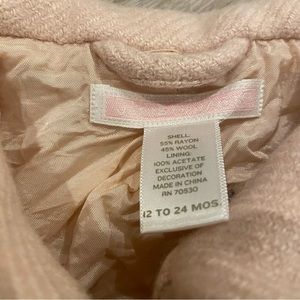 SHELL:
55% RAYON
45% WOOL
LINING:
100% ACETATE
EXCLUSIVE OF
DECORATION
MADE IN CHINA
RN 70530
12 TO 24 MOS.